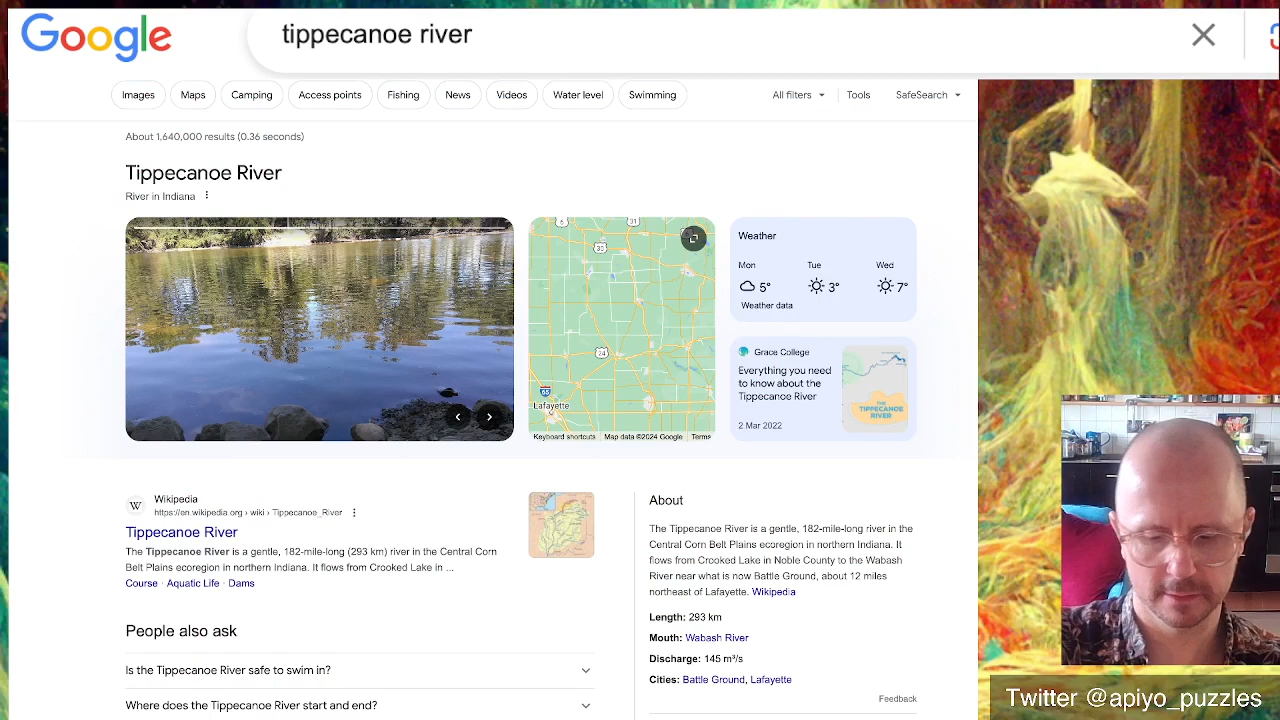 Google
tippecanoe river
Images
Maps
Camping
Access points
Fishing
News
Videos
Water level
Swimming
All filters
Tools
SafeSearch
About 1,640,000 results (0.36 seconds)
Tippecanoe River
River in Indiana
5
31
30
24
65
Lafayette
Keyboard shortcuts
Map data ©2024 Google
Terms
Weather
Mon
Tue
Wed
5°
3°
7°
Weather data
Grace College
Everything you need
to know about the
Tippecanoe River
2 Mar 2022
THE
TIPPECANOE
RIVER
W
Wikipedia
https://en.wikipedia.org › wiki › Tippecanoe_River
Tippecanoe River
The Tippecanoe River is a gentle, 182-mile-long (293 km) river in the Central Corn
Belt Plains ecoregion in northern Indiana. It flows from Crooked Lake in ...
Course · Aquatic Life · Dams
People also ask
Is the Tippecanoe River safe to swim in?
Where does the Tippecanoe River start and end?
About
The Tippecanoe River is a gentle, 182-mile-long river in the
Central Corn Belt Plains ecoregion in northern Indiana. It
flows from Crooked Lake in Noble County to the Wabash
River near what is now Battle Ground, about 12 miles
northeast of Lafayette. Wikipedia
Length: 293 km
Mouth: Wabash River
Discharge: 145 m³/s
Cities: Battle Ground, Lafayette
Feedback
Twitter @apiyo_puzzles